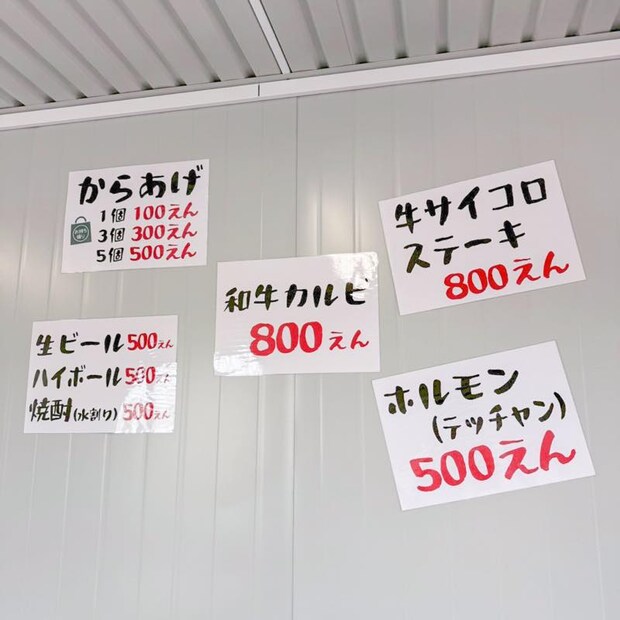 からあげ
1個 100えん
3個 300えん
5個 500えん
牛サイコロ
ステーキ
800えん
和牛カルビ
800えん
生ビール 500えん
ハイボール 500えん
焼酎(水割り) 500えん
ホルモン
(テッチャン)
500えん